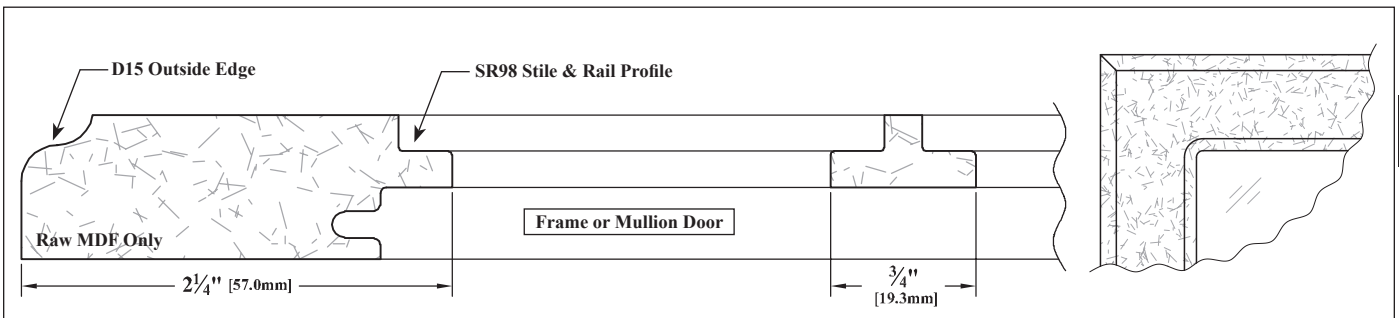 D15 Outside Edge
SR98 Stile & Rail Profile
Frame or Mullion Door
Raw MDF Only
2¼" [57.0mm]
¾"
[19.3mm]